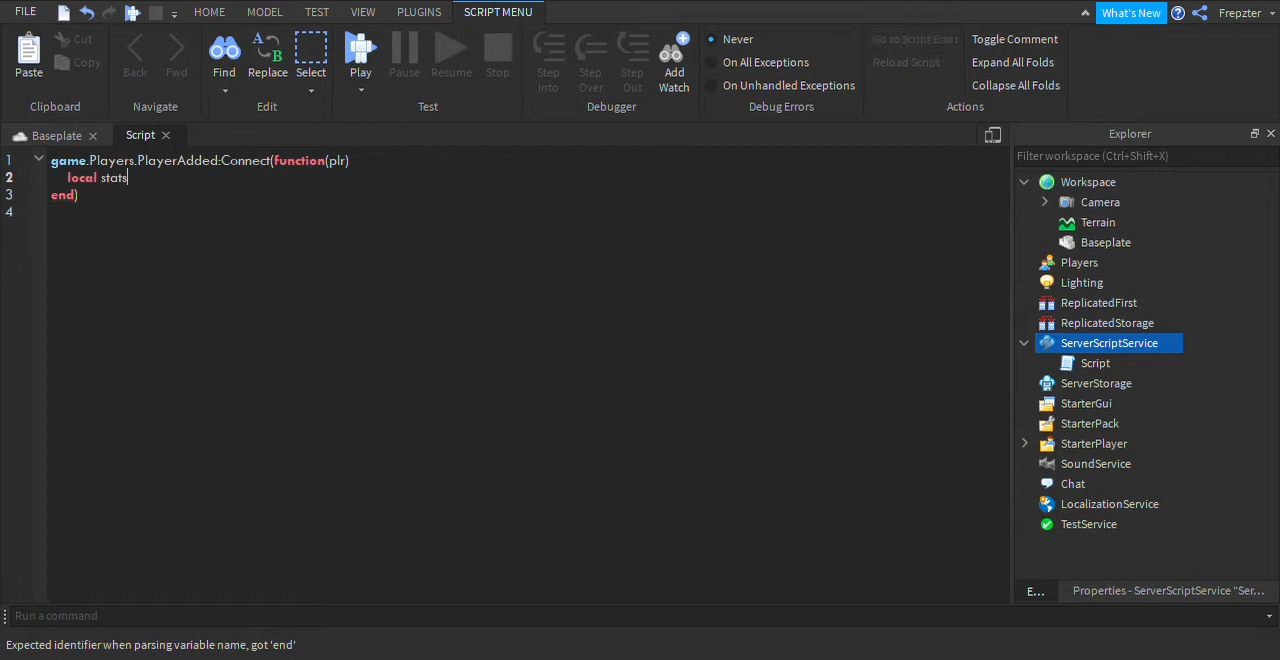 FILE HOME MODEL TEST VIEW PLUGINS SCRIPT MENU What's New Frepzter
Paste Cut Copy
Clipboard
Back Fwd
Navigate
Find Replace Select
Edit
Play Pause Resume Stop
Test
Step Into Step Over Step Out Add Watch
Debugger
Never
On All Exceptions
On Unhandled Exceptions
Debug Errors
Go to Script Error
Reload Script
Toggle Comment
Expand All Folds
Collapse All Folds
Actions
Baseplate Script
1 game.Players.PlayerAdded:Connect(function(plr)
2 local stats
3 end)
4
Explorer
Filter workspace (Ctrl+Shift+X)
Workspace
Camera
Terrain
Baseplate
Players
Lighting
ReplicatedFirst
ReplicatedStorage
ServerScriptService
Script
ServerStorage
StarterGui
StarterPack
StarterPlayer
SoundService
Chat
LocalizationService
TestService
E... Properties - ServerScriptService "Ser...
Run a command
Expected identifier when parsing variable name, got 'end'